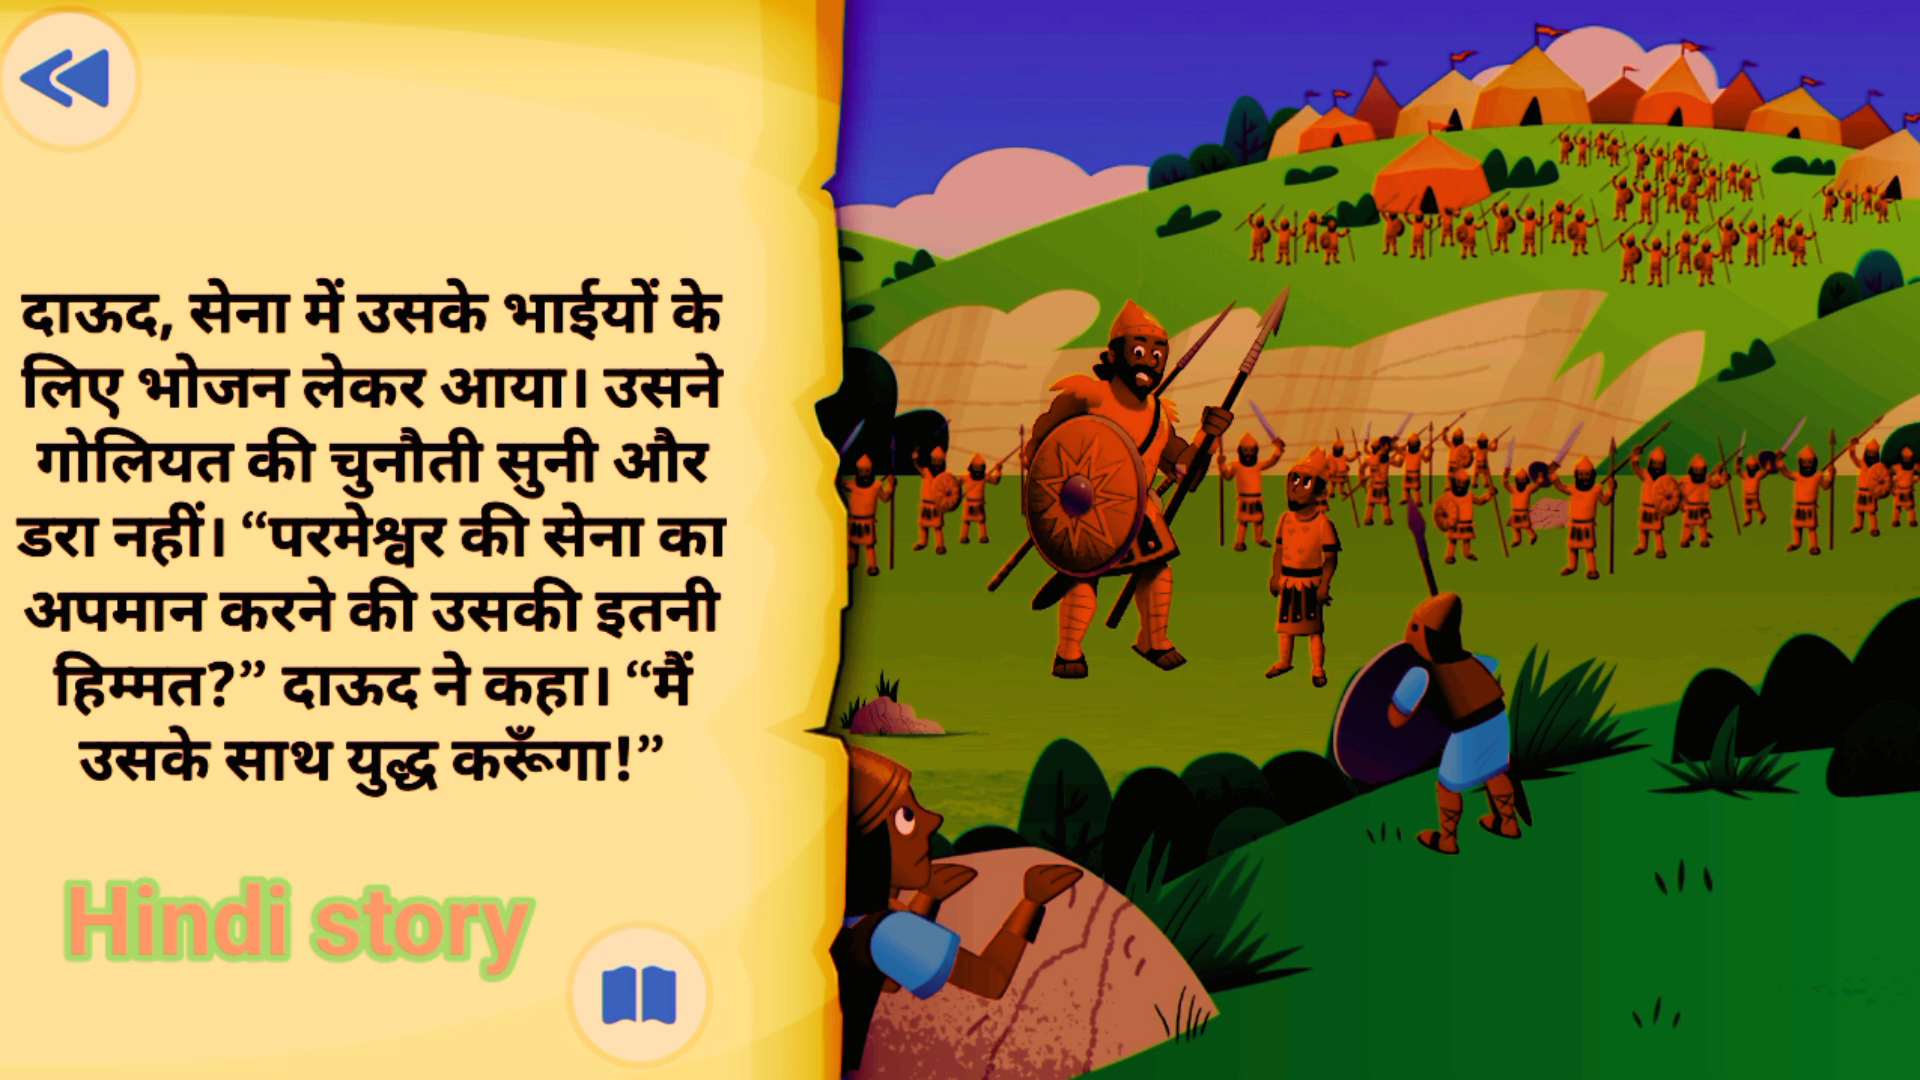 दाऊद, सेना में उसके भाईयों के
लिए भोजन लेकर आया। उसने
गोलियत की चुनौती सुनी और
डरा नहीं। “परमेश्वर की सेना का
अपमान करने की उसकी इतनी
हिम्मत?” दाऊद ने कहा। “मैं
उसके साथ युद्ध करूँगा!”
Hindi story